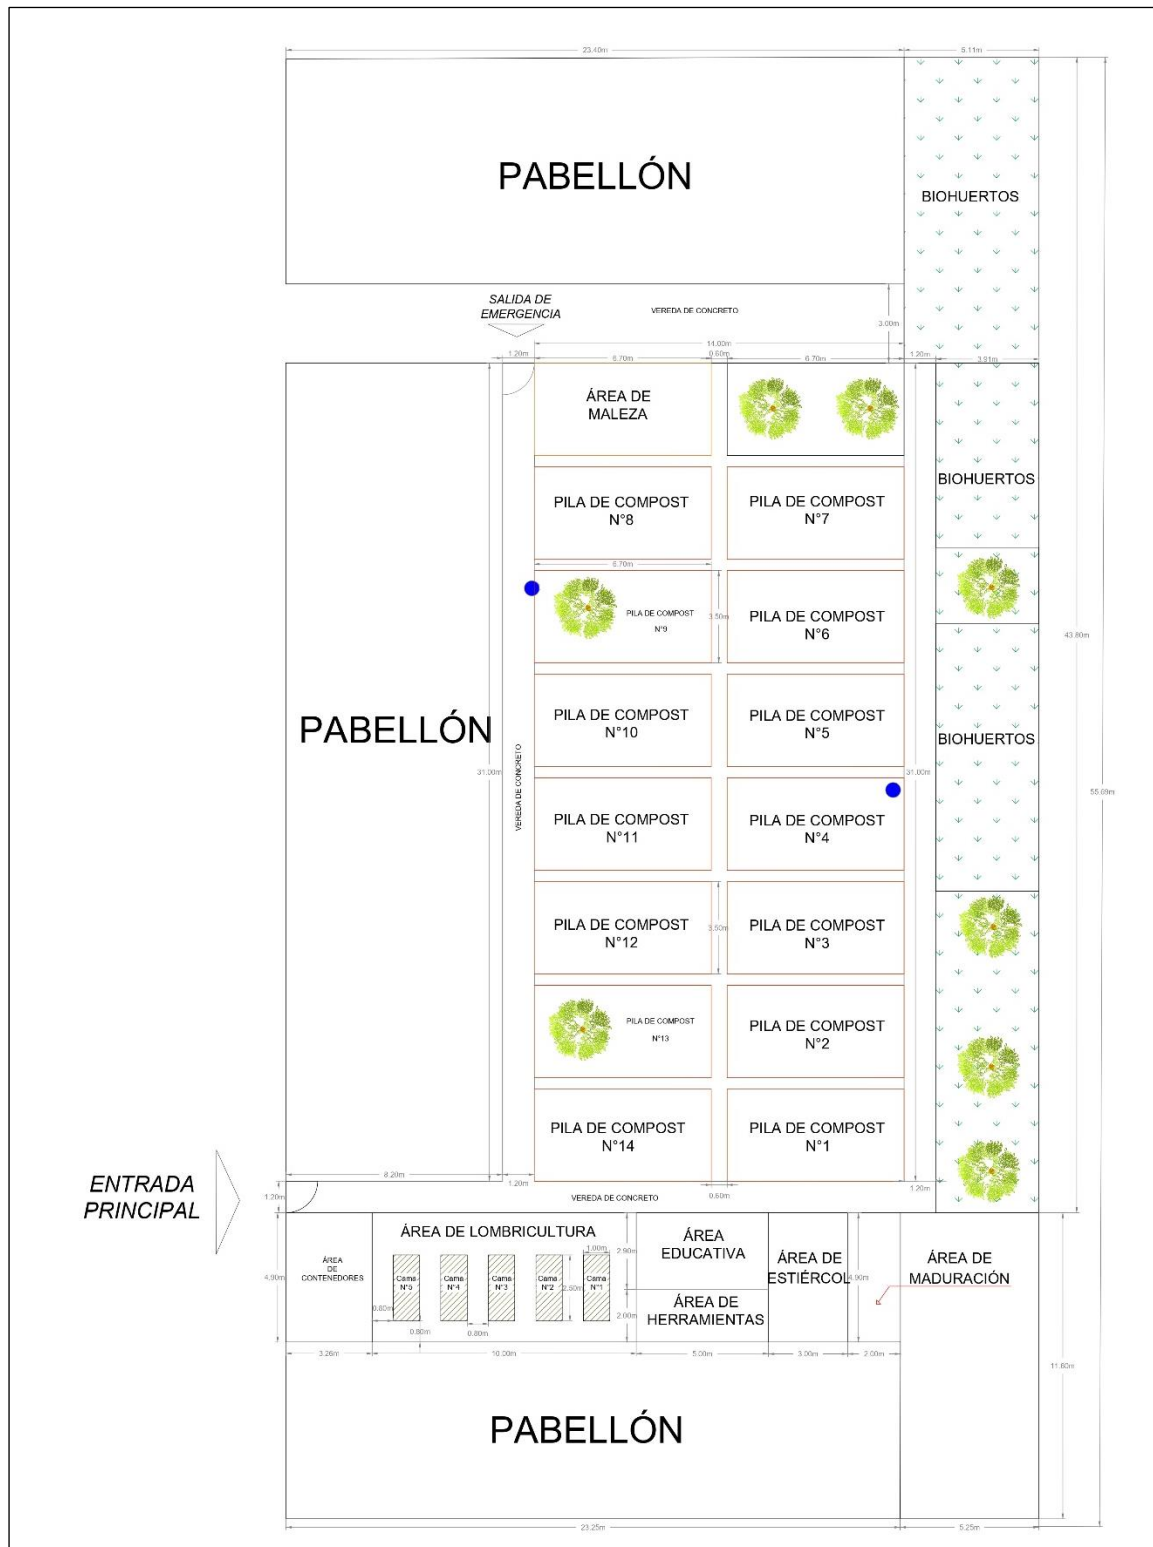 23.40m
5.11m
PABELLÓN
BIOHUERTOS
SALIDA DE
EMERGENCIA
VEREDA DE CONCRETO
3.00m
14.00m
1.20m
6.70m
0.60m
6.70m
1.20m
3.91m
ÁREA DE
MALEZA
BIOHUERTOS
PILA DE COMPOST
N°8
PILA DE COMPOST
N°7
6.70m
PILA DE COMPOST
N°9
3.50m
PILA DE COMPOST
N°6
43.80m
PABELLÓN
PILA DE COMPOST
N°10
PILA DE COMPOST
N°5
BIOHUERTOS
31.00m
VEREDA DE CONCRETO
31.00m
55.09m
PILA DE COMPOST
N°11
PILA DE COMPOST
N°4
PILA DE COMPOST
N°12
3.50m
PILA DE COMPOST
N°3
PILA DE COMPOST
N°13
PILA DE COMPOST
N°2
PILA DE COMPOST
N°14
PILA DE COMPOST
N°1
8.20m
1.20m
0.60m
1.20m
ENTRADA
PRINCIPAL
1.20m
VEREDA DE CONCRETO
ÁREA
DE
CONTENEDORES
4.90m
ÁREA DE LOMBRICULTURA
1.00m
2.90m
Cama
N°5
Cama
N°4
Cama
N°3
Cama
N°2
Cama
N°1
2.50m
0.80m
0.80m
2.00m
ÁREA
EDUCATIVA
ÁREA DE
HERRAMIENTAS
ÁREA DE
ESTIÉRCOL
4.90m
ÁREA DE
MADURACIÓN
3.26m
10.00m
5.00m
3.00m
2.00m
11.60m
PABELLÓN
23.25m
5.25m